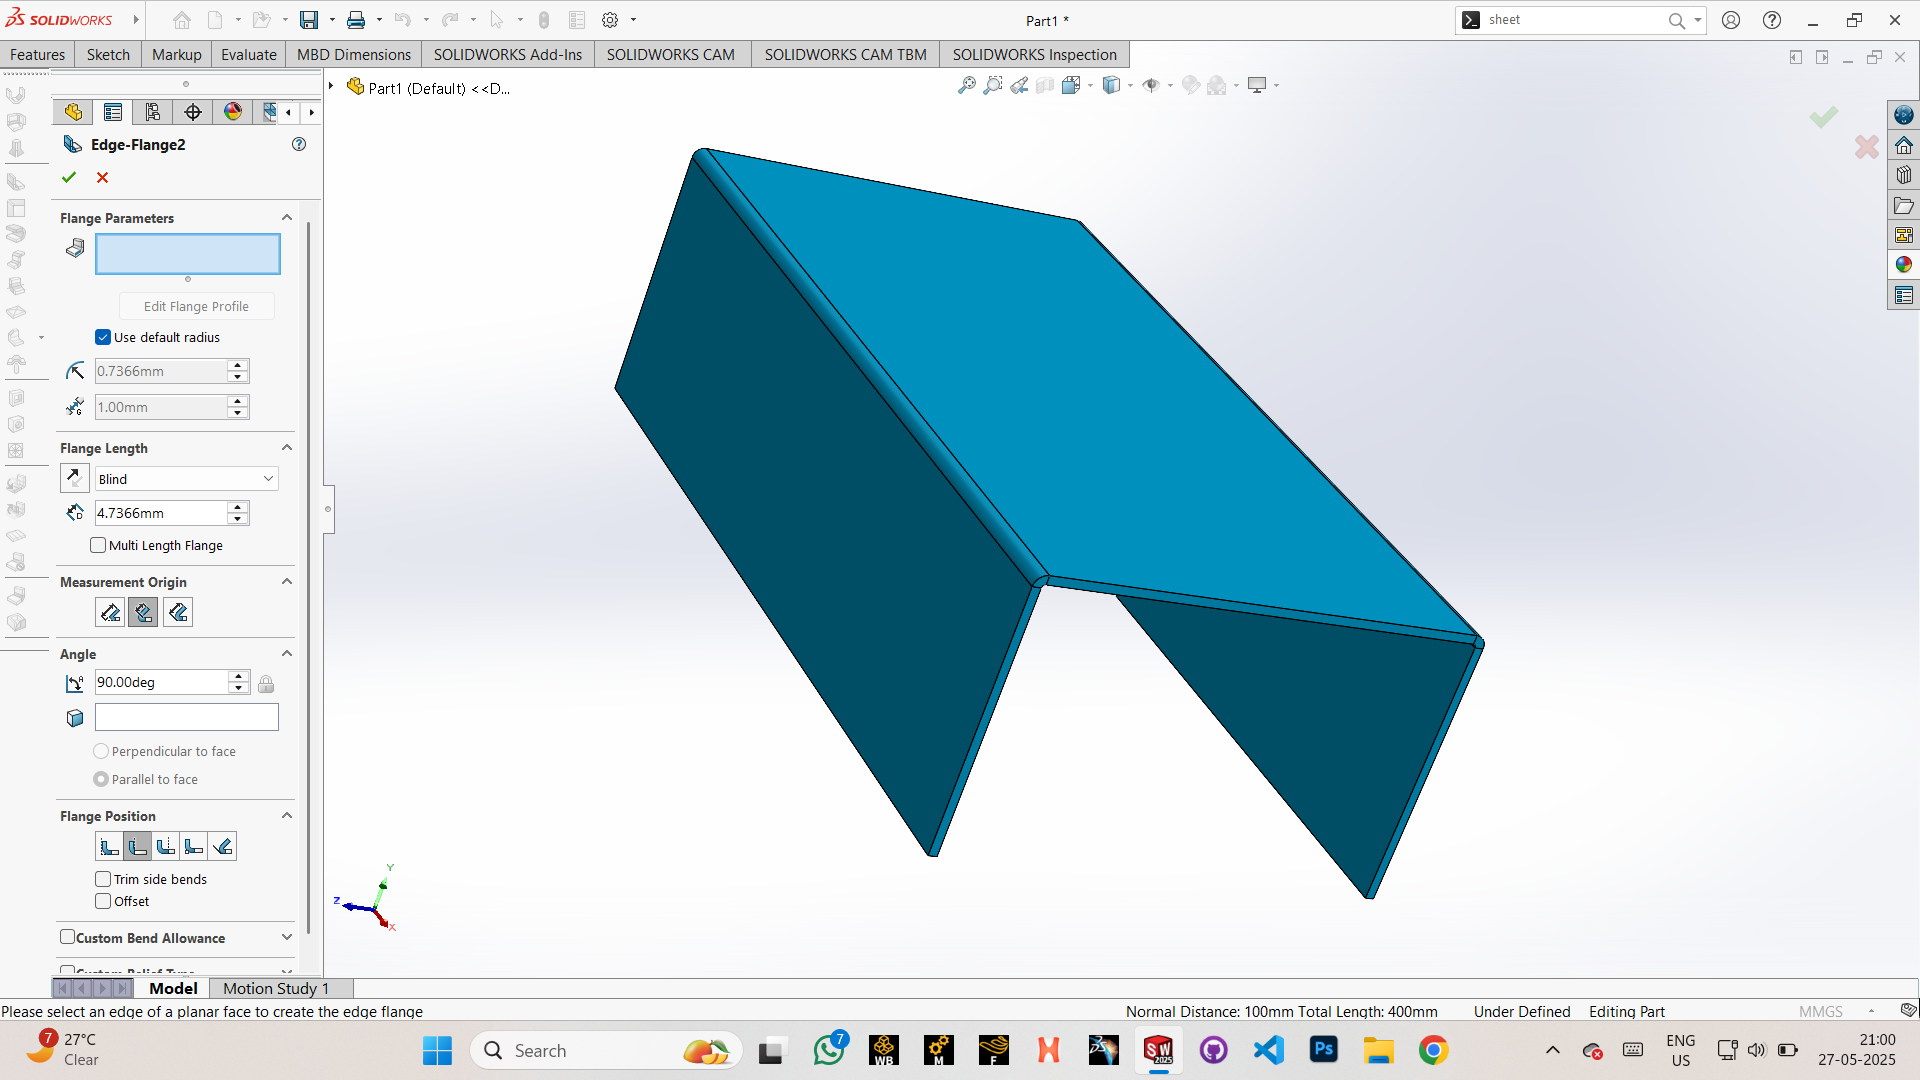 SOLIDWORKS
Part1 *
sheet
Features
Sketch
Markup
Evaluate
MBD Dimensions
SOLIDWORKS Add-Ins
SOLIDWORKS CAM
SOLIDWORKS CAM TBM
SOLIDWORKS Inspection
Part1 (Default) <<D...
Edge-Flange2
Flange Parameters
Edit Flange Profile
Use default radius
0.7366mm
1.00mm
Flange Length
Blind
4.7366mm
Multi Length Flange
Measurement Origin
Angle
90.00deg
Perpendicular to face
Parallel to face
Flange Position
Trim side bends
Offset
Custom Bend Allowance
Custom Relief Type
Y
Z
X
Model
Motion Study 1
Please select an edge of a planar face to create the edge flange
Normal Distance: 100mm Total Length: 400mm
Under Defined
Editing Part
MMGS
7
27°C
Clear
Search
7
WB
M
F
SW
2025
Ps
ENG
US
21:00
27-05-2025